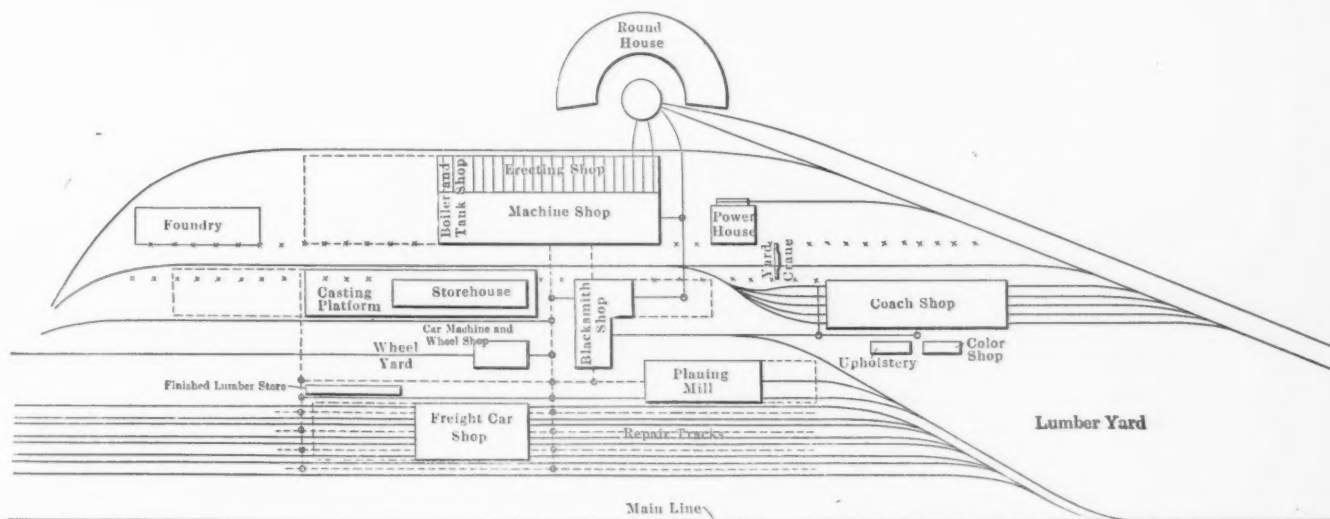 Round
House
Boiler and
Tank Shop
Erecting Shop
Machine Shop
Foundry
Power
House
Yard
Crane
Casting
Platform
Storehouse
Blacksmith
Shop
Coach Shop
Car Machine and
Wheel Shop
Wheel
Yard
Upholstery
Color
Shop
Finished Lumber Store
Planing
Mill
Freight Car
Shop
Repair Tracks
Lumber Yard
Main Line